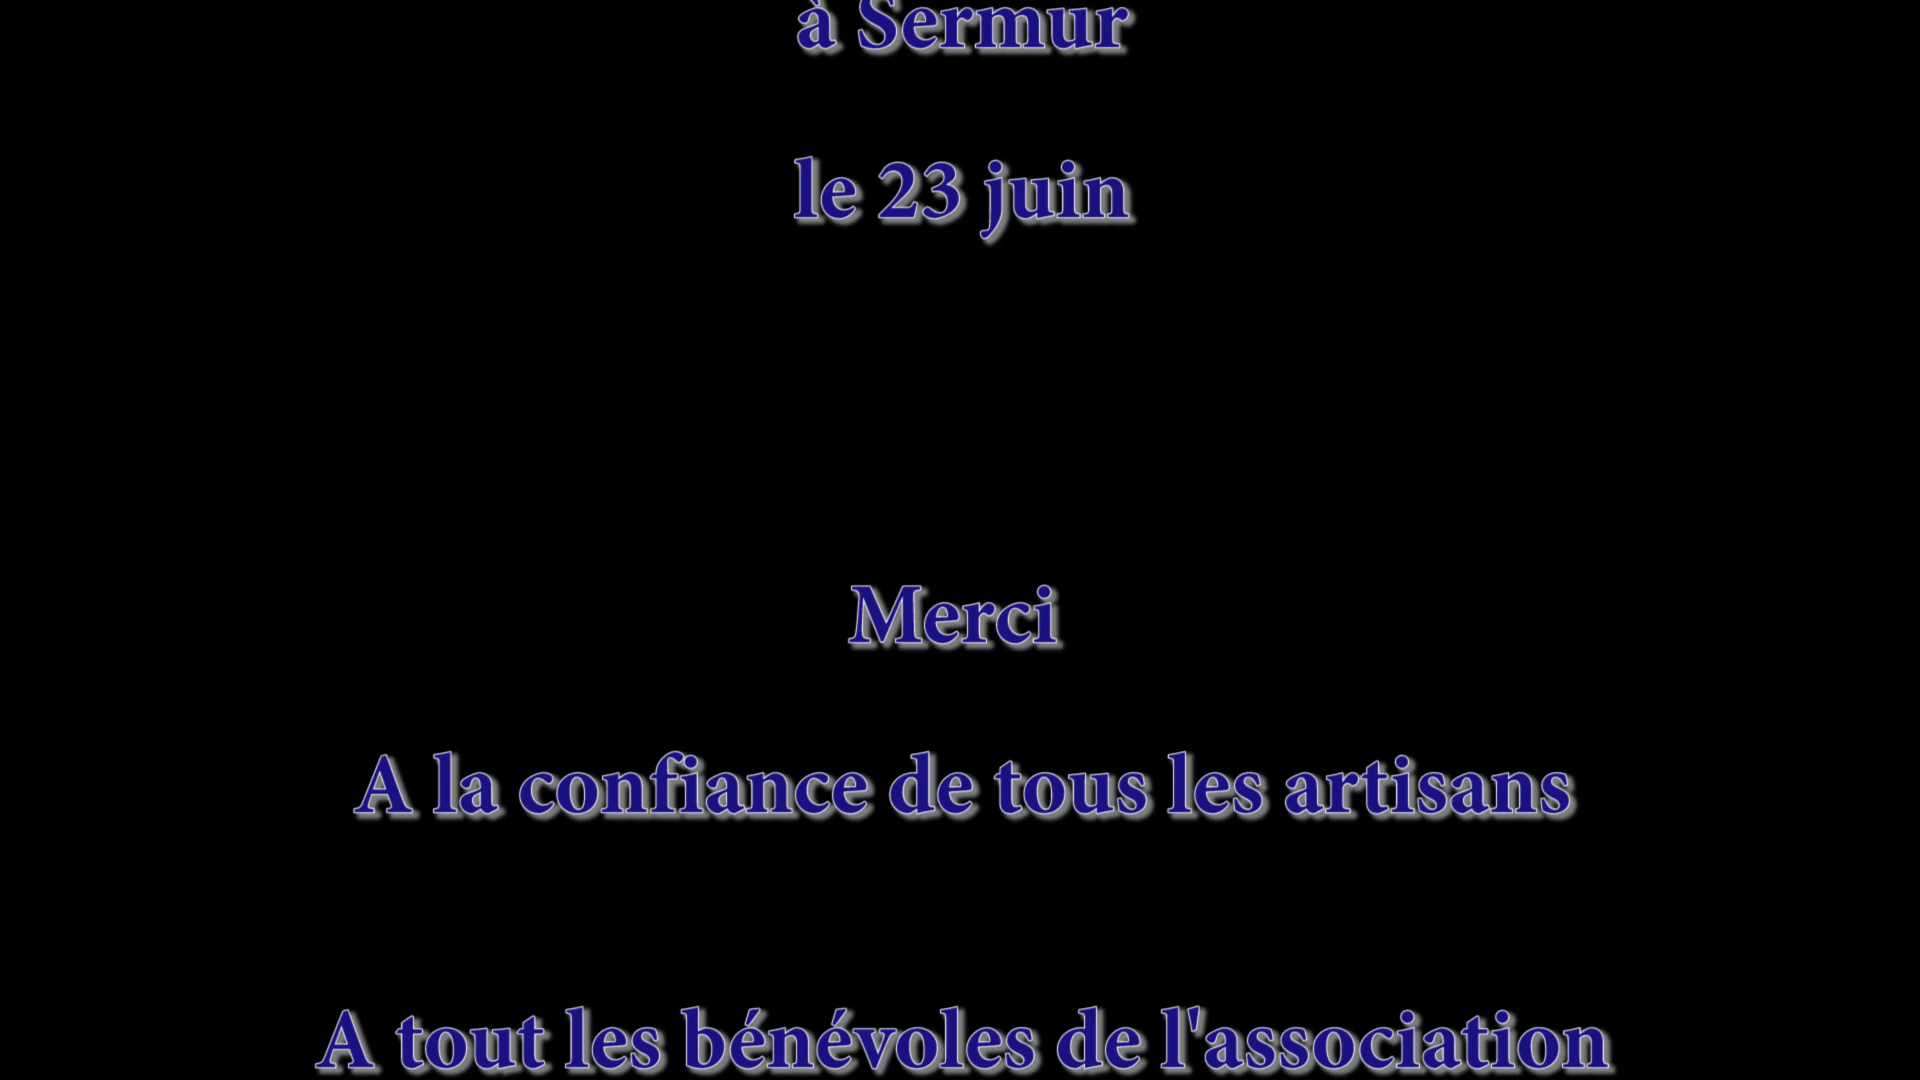 à Sermur
le 23 juin
Merci
A la confiance de tous les artisans
A tout les bénévoles de l'association